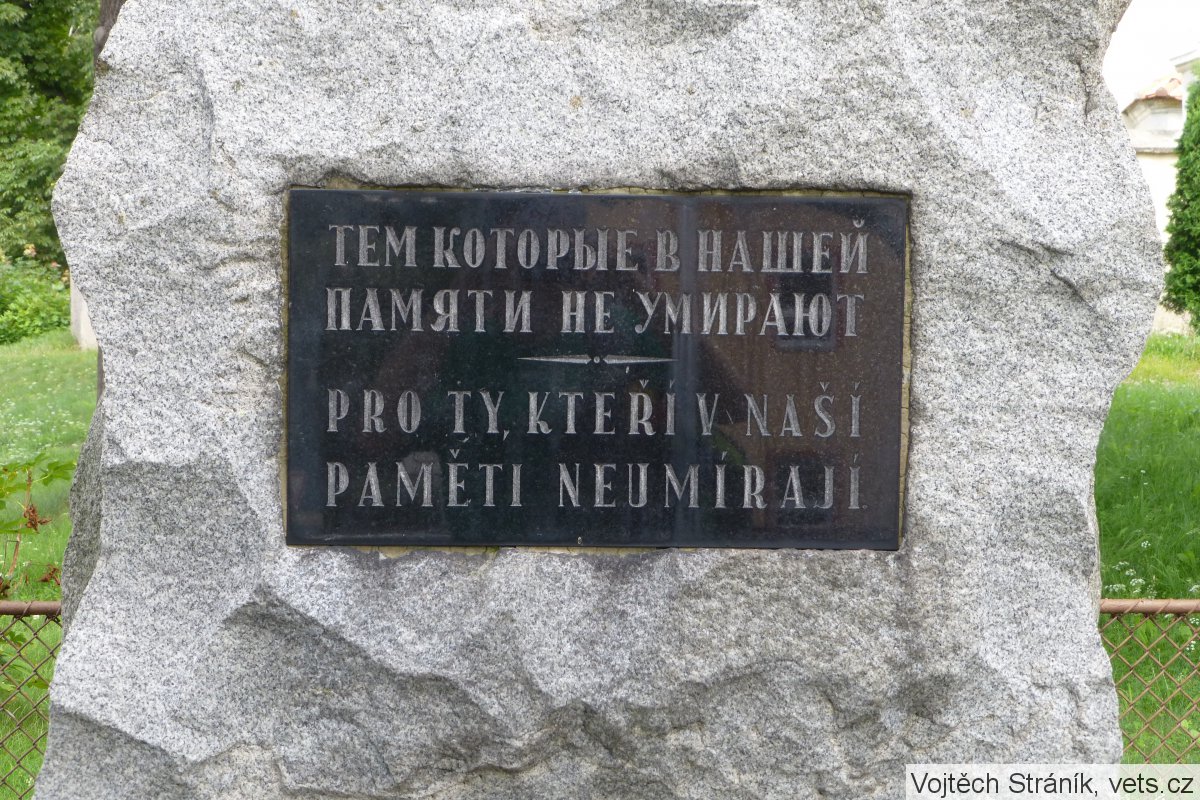 ТЕМ КОТОРЫЕ В НАШЕЙ
ПАМЯТИ НЕ УМИРАЮТ
PRO TY, KTEŘÍ V NAŠÍ
PAMĚTI NEUMÍRAJÍ.
Vojtěch Stráník, vets.cz